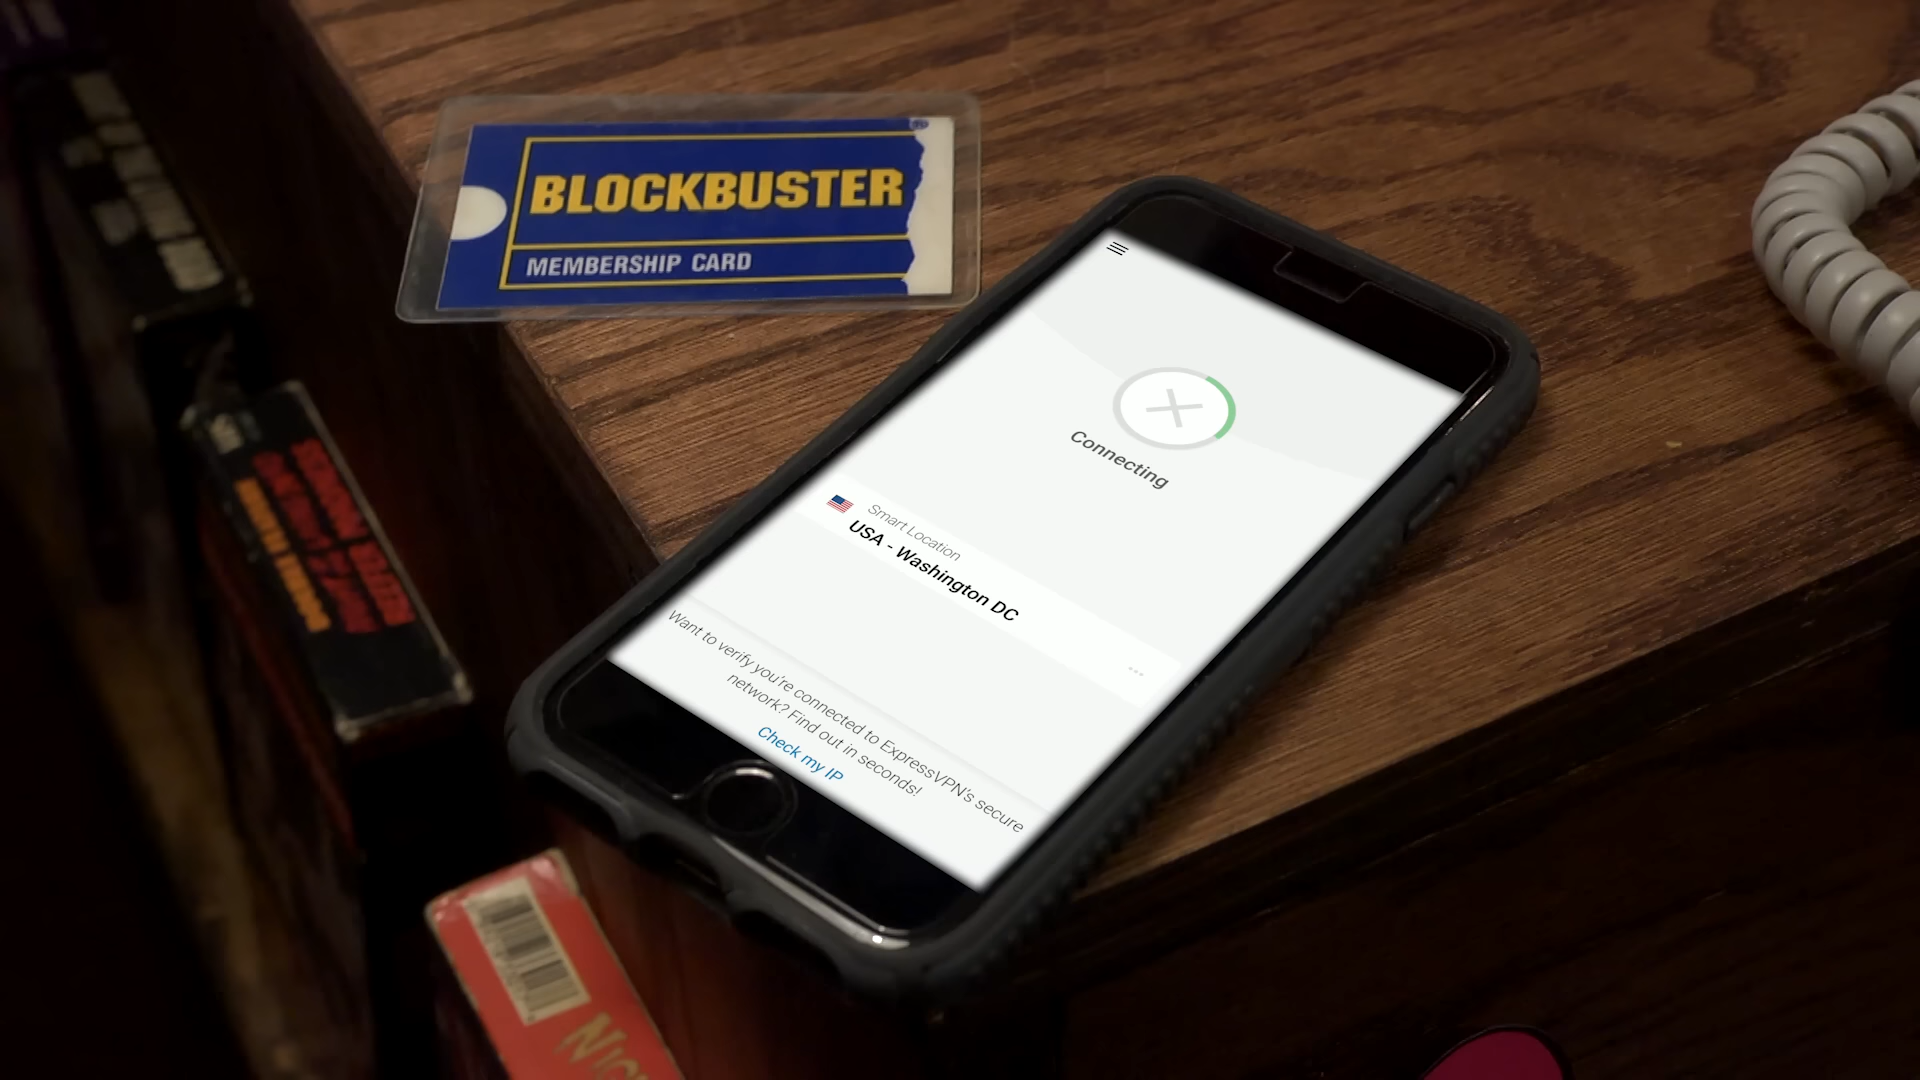 BLOCKBUSTER
MEMBERSHIP CARD
Connecting
Smart Location
USA - Washington DC
Want to verify you're connected to ExpressVPN's secure
network? Find out in seconds!
Check my IP